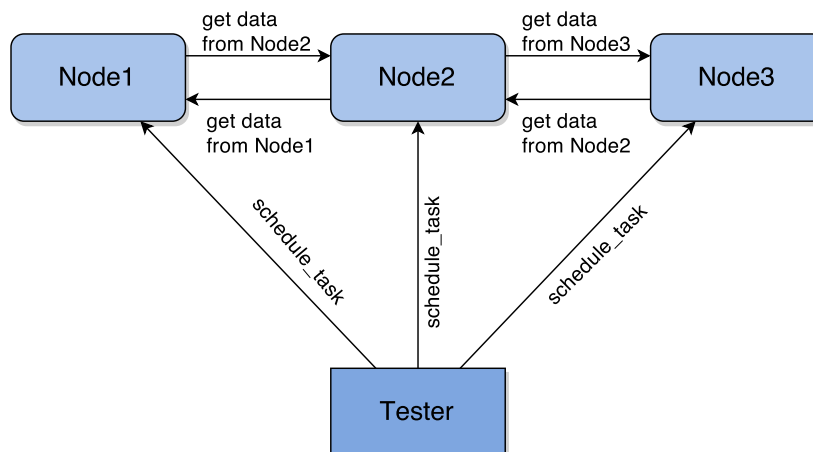 get data
from Node2
get data
from Node3
Node1
Node2
Node3
get data
from Node1
get data
from Node2
schedule_task
schedule_task
schedule_task
Tester